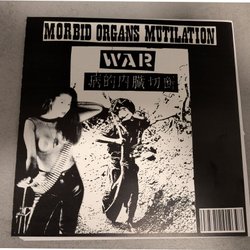 MORBID ORGANS MUTILATION
WAR
病的内臓切断